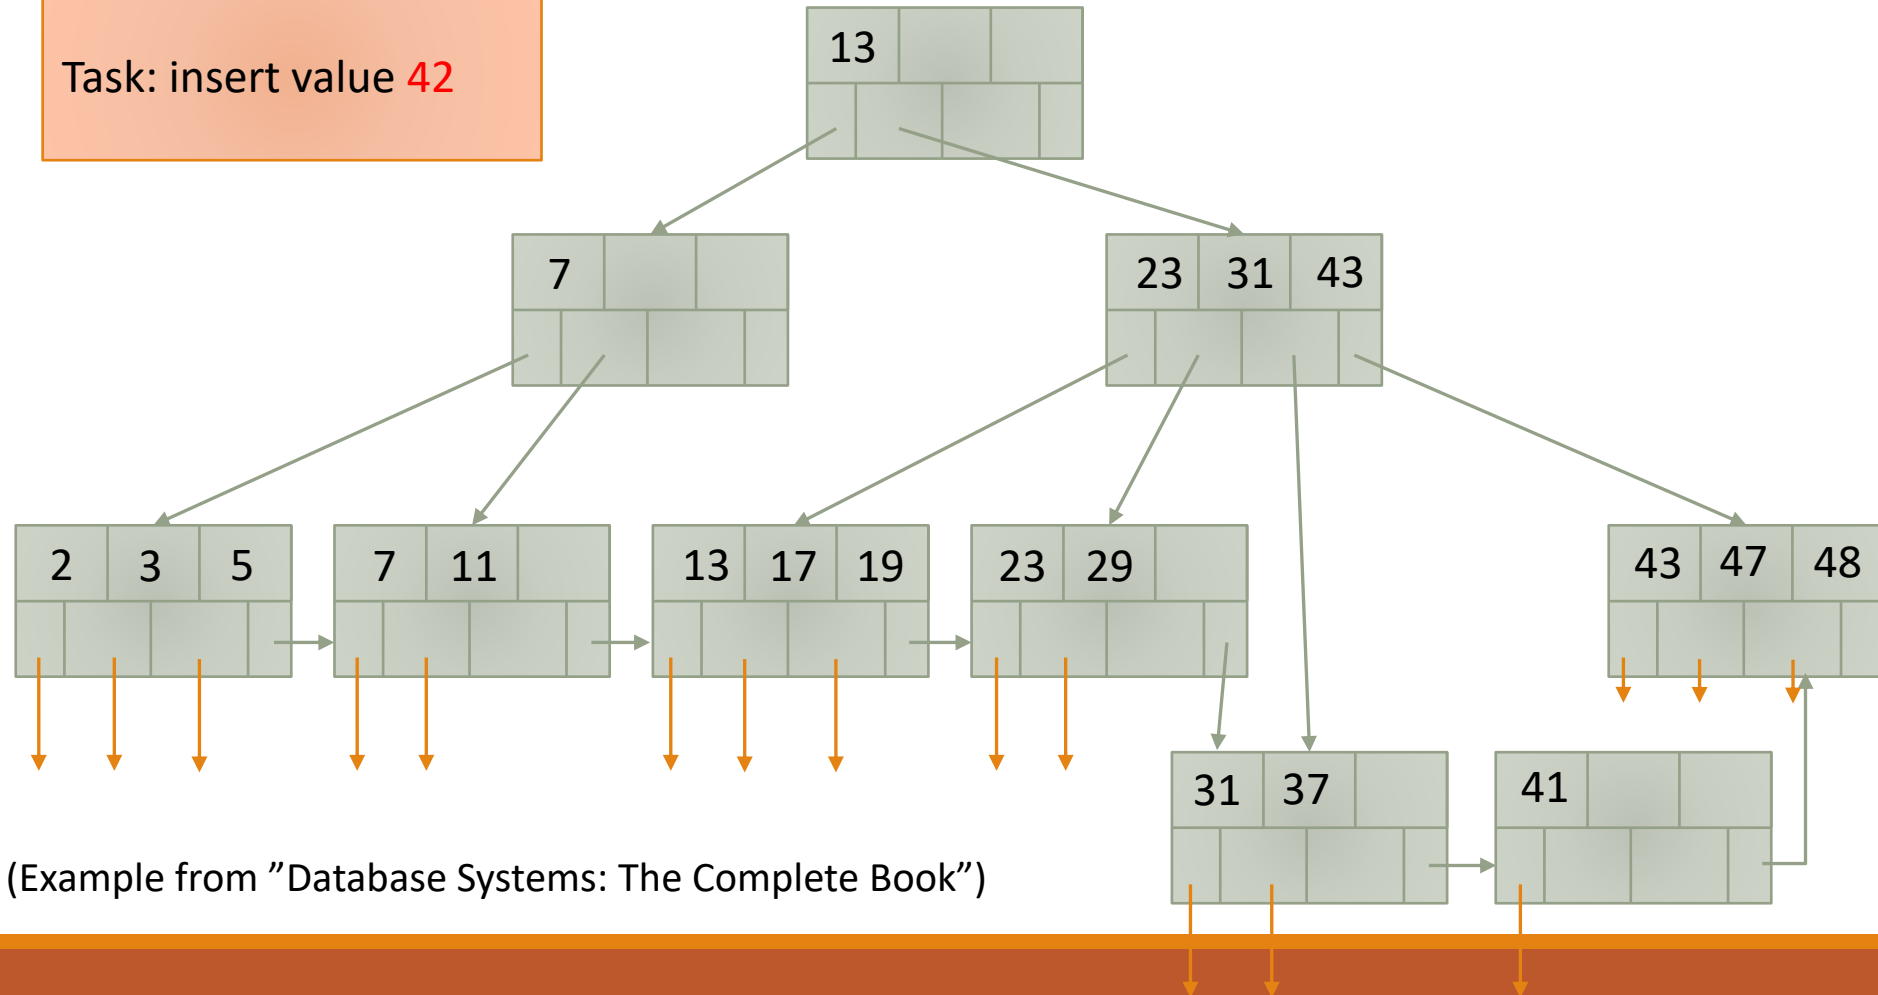 Task: insert value 42
13
7
23 31 43
2 3 5
7 11
13 17 19
23 29
43 47 48
31 37
41
(Example from ”Database Systems: The Complete Book”)